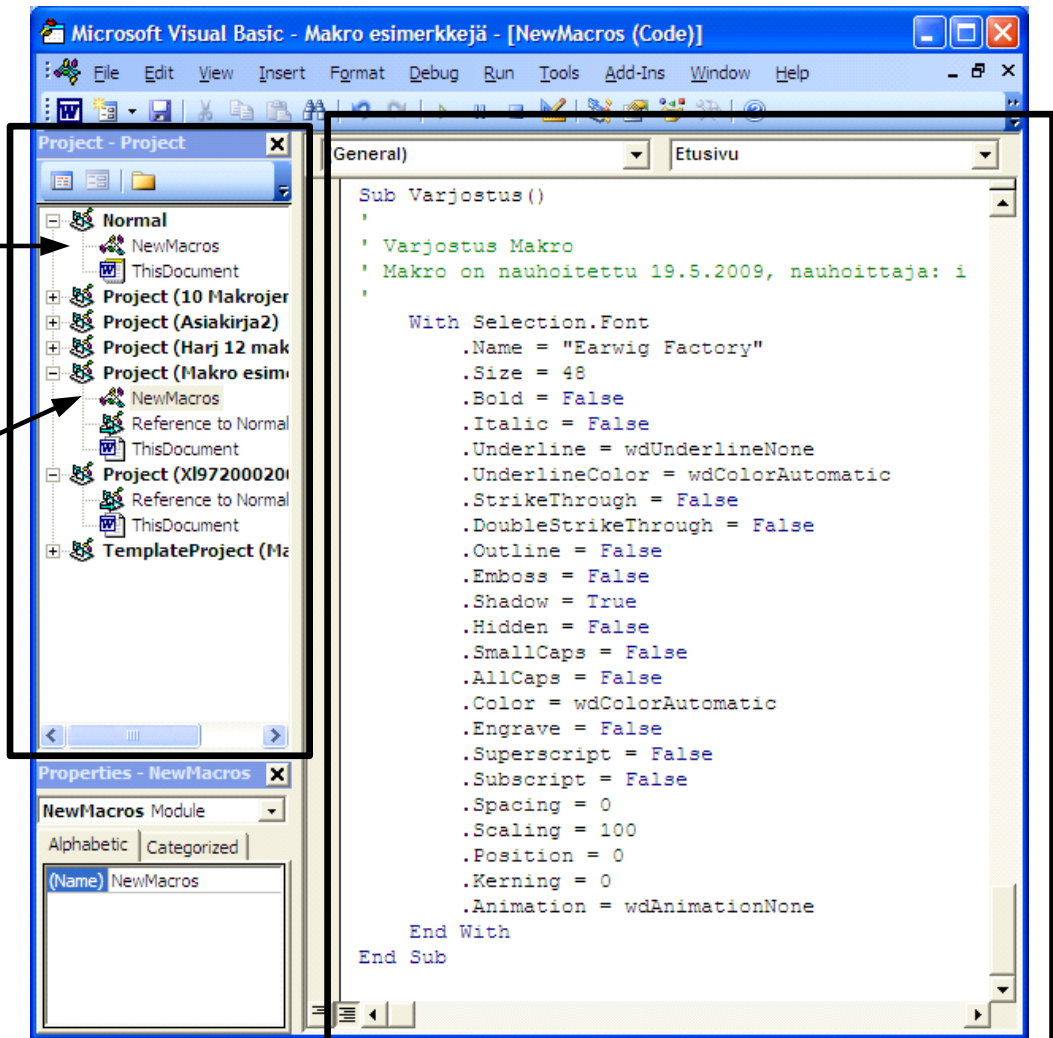 Microsoft Visual Basic - Makro esimerkkejä - [NewMacros (Code)]
File Edit View Insert Format Debug Run Tools Add-Ins Window Help
Project - Project
Normal
NewMacros
ThisDocument
Project (10 Makrojen
Project (Asiakirja2)
Project (Harj 12 mak
Project (Makro esim
NewMacros
Reference to Normal
ThisDocument
Project (Xl97200020
Reference to Normal
ThisDocument
TemplateProject (Ma
Properties - NewMacros
NewMacros Module
Alphabetic Categorized
(Name) NewMacros
(General) Etusivu
Sub Varjostus()
'
' Varjostus Makro
' Makro on nauhoitettu 19.5.2009, nauhoittaja: i
'
With Selection.Font
.Name = "Earwig Factory"
.Size = 48
.Bold = False
.Italic = False
.Underline = wdUnderlineNone
.UnderlineColor = wdColorAutomatic
.StrikeThrough = False
.DoubleStrikeThrough = False
.Outline = False
.Emboss = False
.Shadow = True
.Hidden = False
.SmallCaps = False
.AllCaps = False
.Color = wdColorAutomatic
.Engrave = False
.Superscript = False
.Subscript = False
.Spacing = 0
.Scaling = 100
.Position = 0
.Kerning = 0
.Animation = wdAnimationNone
End With
End Sub